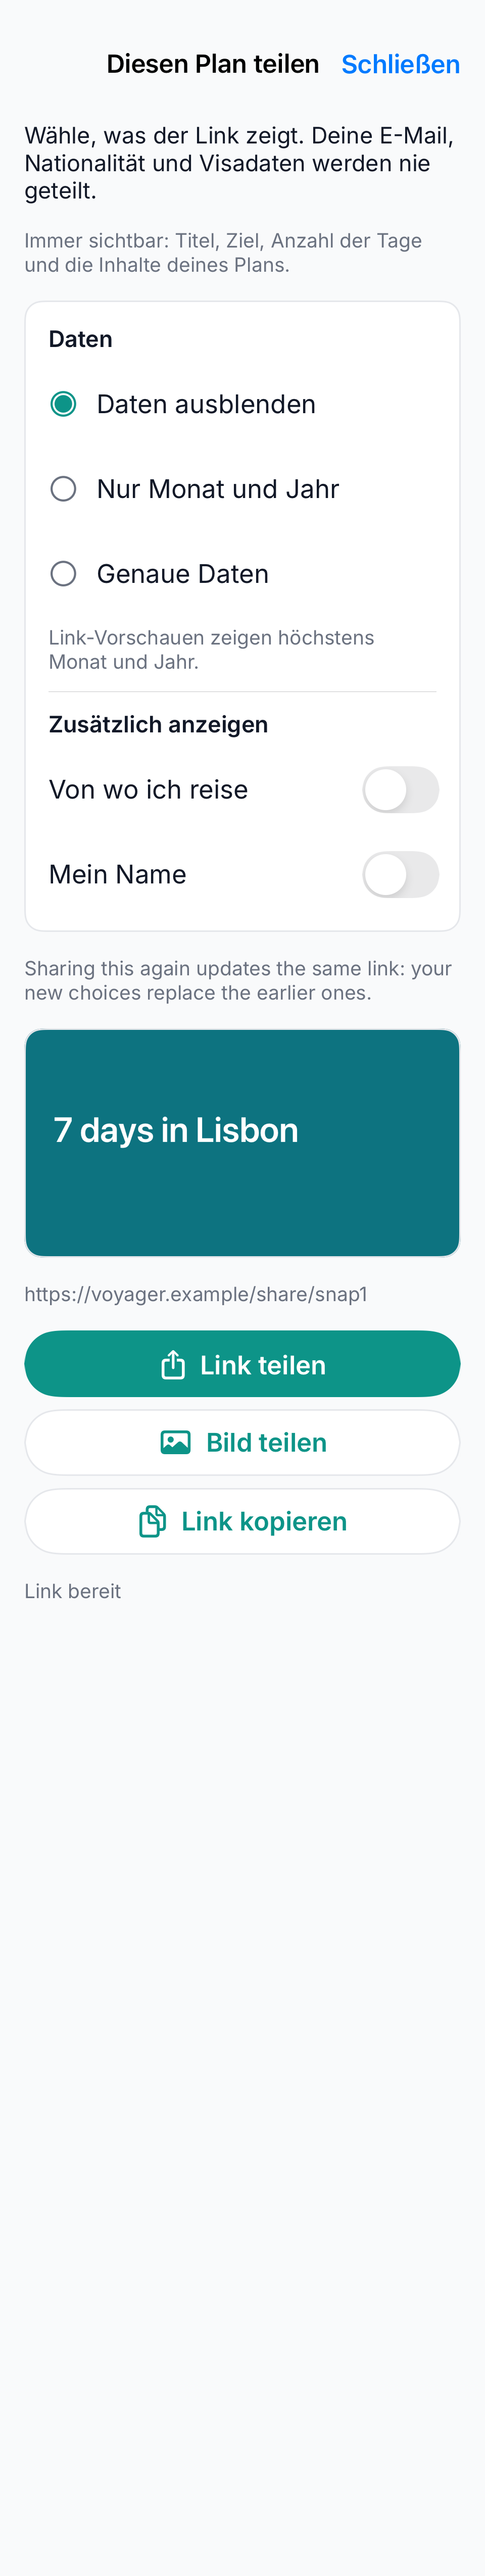 Diesen Plan teilen
Schließen
Wähle, was der Link zeigt. Deine E-Mail,
Nationalität und Visadaten werden nie
geteilt.
Immer sichtbar: Titel, Ziel, Anzahl der Tage
und die Inhalte deines Plans.
Daten
Daten ausblenden
Nur Monat und Jahr
Genaue Daten
Link-Vorschauen zeigen höchstens
Monat und Jahr.
Zusätzlich anzeigen
Von wo ich reise
Mein Name
Sharing this again updates the same link: your
new choices replace the earlier ones.
7 days in Lisbon
https://voyager.example/share/snap1
Link teilen
Bild teilen
Link kopieren
Link bereit